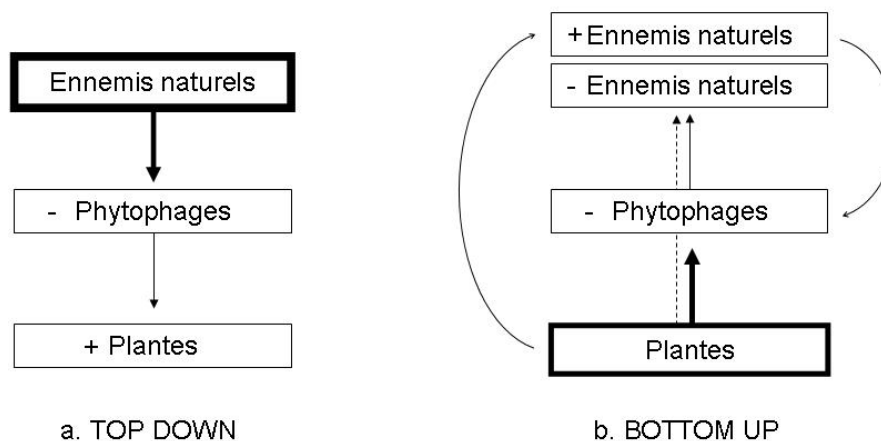 Ennemis naturels
- Phytophages
+ Plantes
a. TOP DOWN
+ Ennemis naturels
- Ennemis naturels
- Phytophages
Plantes
b. BOTTOM UP